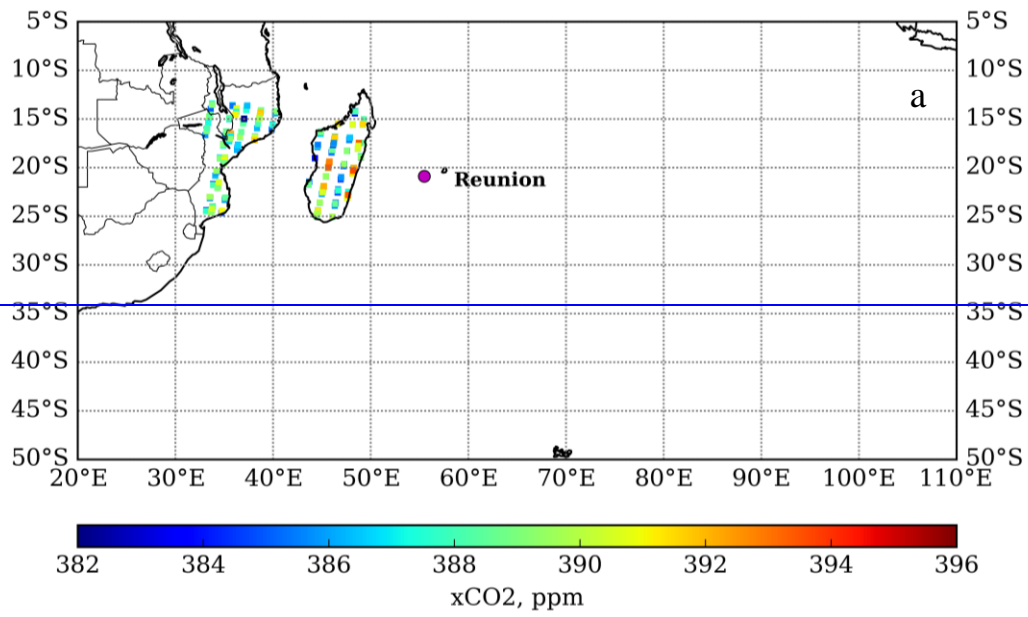 5°S 5°S
10°S 10°S
a
15°S 15°S
20°S 20°S
Reunion
25°S 25°S
30°S 30°S
35°S 35°S
40°S 40°S
45°S 45°S
50°S 50°S
20°E 30°E 40°E 50°E 60°E 70°E 80°E 90°E 100°E 110°E
382 384 386 388 390 392 394 396
xCO2, ppm